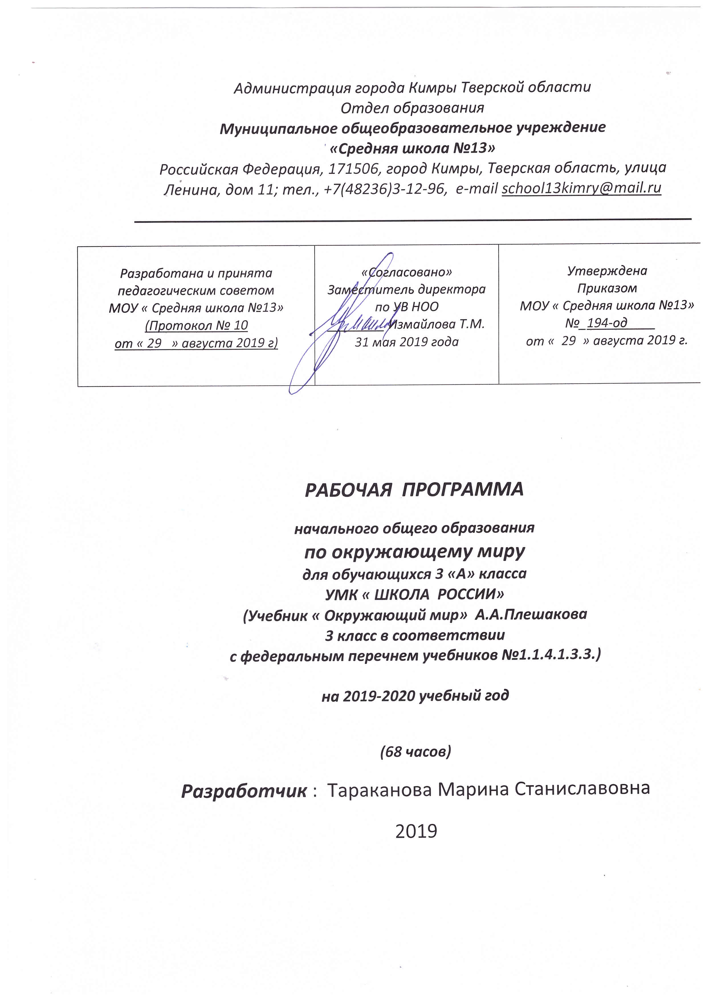 Администрация города Кимры Тверской области
Отдел образования
Муниципальное общеобразовательное учреждение
«Средняя школа №13»
Российская Федерация, 171506, город Кимры, Тверская область, улица
Ленина, дом 11; тел., +7(48236)3-12-96, e-mail school13kimry@mail.ru
Разработана и принята
педагогическим советом
МОУ « Средняя школа №13»
(Протокол № 10
от « 29 » августа 2019 г)
«Согласовано»
Заместитель директора
по УВ НОО
Измайлова Т.М.
31 мая 2019 года
Утверждена
Приказом
МОУ « Средняя школа №13»
№_194-од____
от « 29 » августа 2019 г.
РАБОЧАЯ ПРОГРАММА
начального общего образования
по окружающему миру
для обучающихся 3 «А» класса
УМК « ШКОЛА РОССИИ»
(Учебник « Окружающий мир» А.А.Плешакова
3 класс в соответствии
с федеральным перечнем учебников №1.1.4.1.3.3.)
на 2019-2020 учебный год
(68 часов)
Разработчик : Тараканова Марина Станиславовна
2019